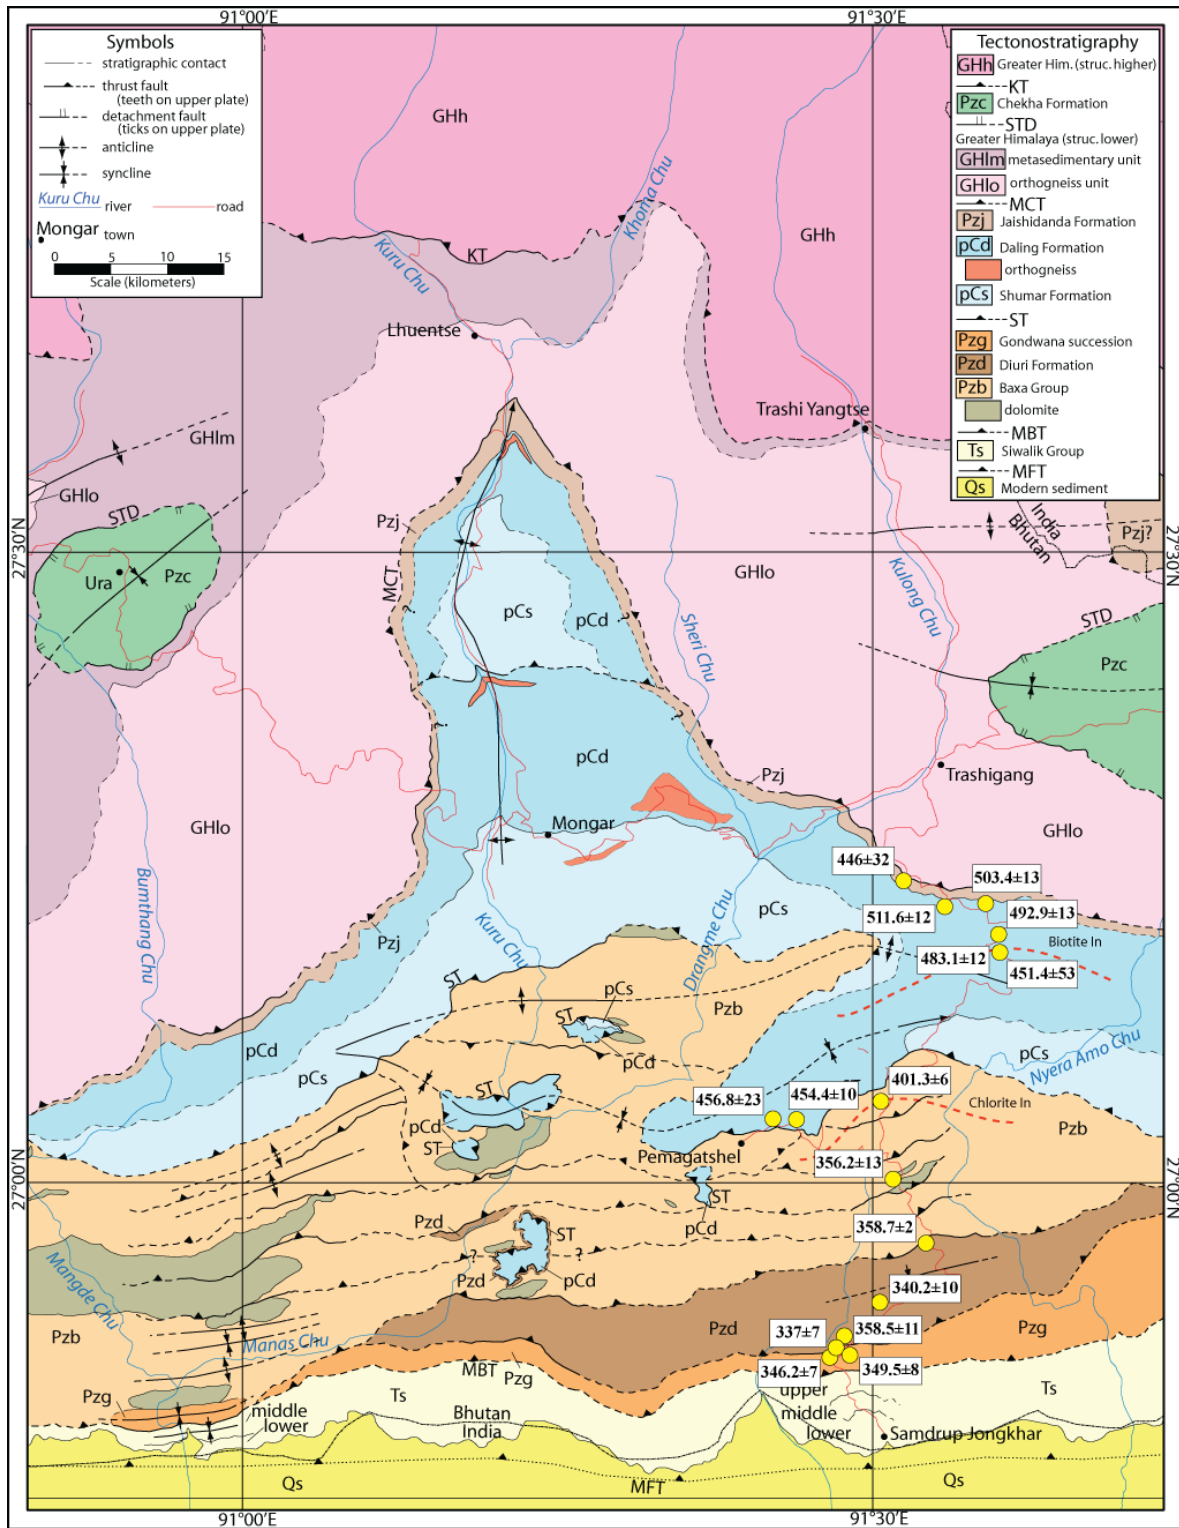 91°00'E
91°30'E
Symbols
stratigraphic contact
thrust fault
(teeth on upper plate)
detachment fault
(ticks on upper plate)
anticline
syncline
Kuru Chu
river
road
Mongar
town
0 5 10 15
Scale (kilometers)
Tectonostratigraphy
GHh Greater Him. (struc. higher)
KT
Pzc Chekha Formation
STD
Greater Himalaya (struc. lower)
GHlm metasedimentary unit
GHlo orthogneiss unit
MCT
Pzj Jaishidanda Formation
pCd Daling Formation
orthogneiss
pCs Shumar Formation
ST
Pzg Gondwana succession
Pzd Diuri Formation
Pzb Baxa Group
dolomite
MBT
Ts Siwalik Group
MFT
Qs Modern sediment
GHh
Khoma Chu
GHh
Kuru Chu
KT
Lhuentse
Trashi Yangtse
GHlm
GHlo
STD
Pzj
India
Bhutan
Pzj?
27°30'N
27°30'N
Ura
Pzc
MCT
GHlo
Kulong Chu
pCs
pCd
?
?
Sheri Chu
STD
Pzc
?
?
pCd
Pzj
Trashigang
GHlo
Mongar
GHlo
446±32
503.4±13
Bumthang Chu
pCs
511.6±12
492.9±13
Pzj
Kuru Chu
Drangme Chu
Biotite In
483.1±12
451.4±53
ST
pCs
Pzb
ST
pCd
pCd
pCs
pCs
Nyera Amo Chu
ST
401.3±6
456.8±23
454.4±10
Chlorite In
pCd
ST
Pemagatshel
Pzb
356.2±13
27°00'N
27°00'N
ST
pCd
Pzd
ST
358.7±2
?
?
Mangde Chu
Pzd
pCd
340.2±10
Pzb
Manas Chu
Pzd
337±7
358.5±11
Pzg
MBT
Pzg
346.2±7
349.5±8
Pzg
Ts
upper
Ts
middle
lower
Bhutan
India
middle
lower
Samdrup Jongkhar
Qs
MFT
Qs
91°00'E
91°30'E